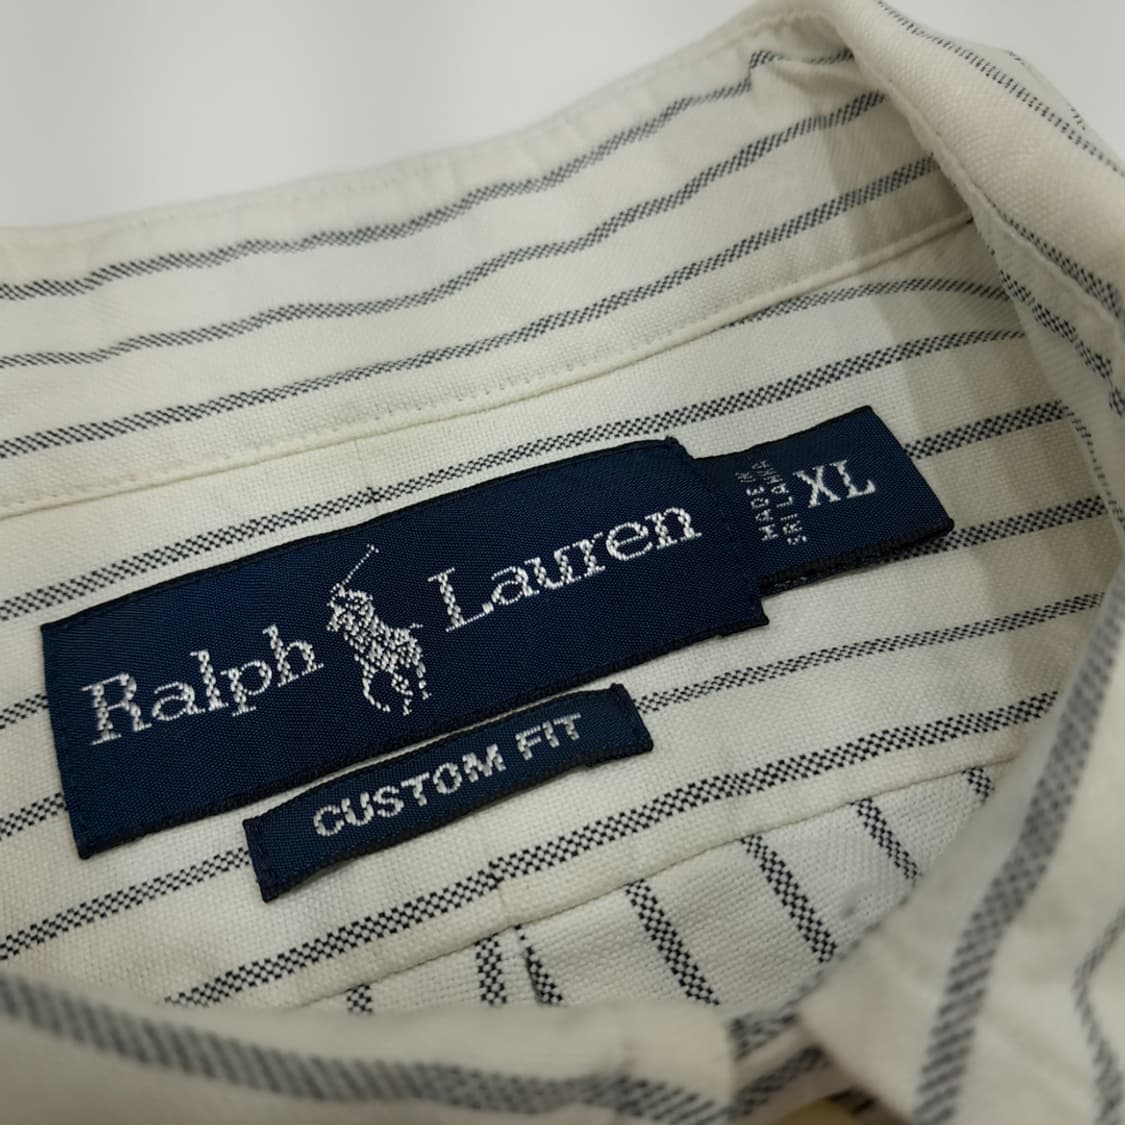 Ralph Lauren
MADE IN
SRI LANKA
XL
CUSTOM FIT